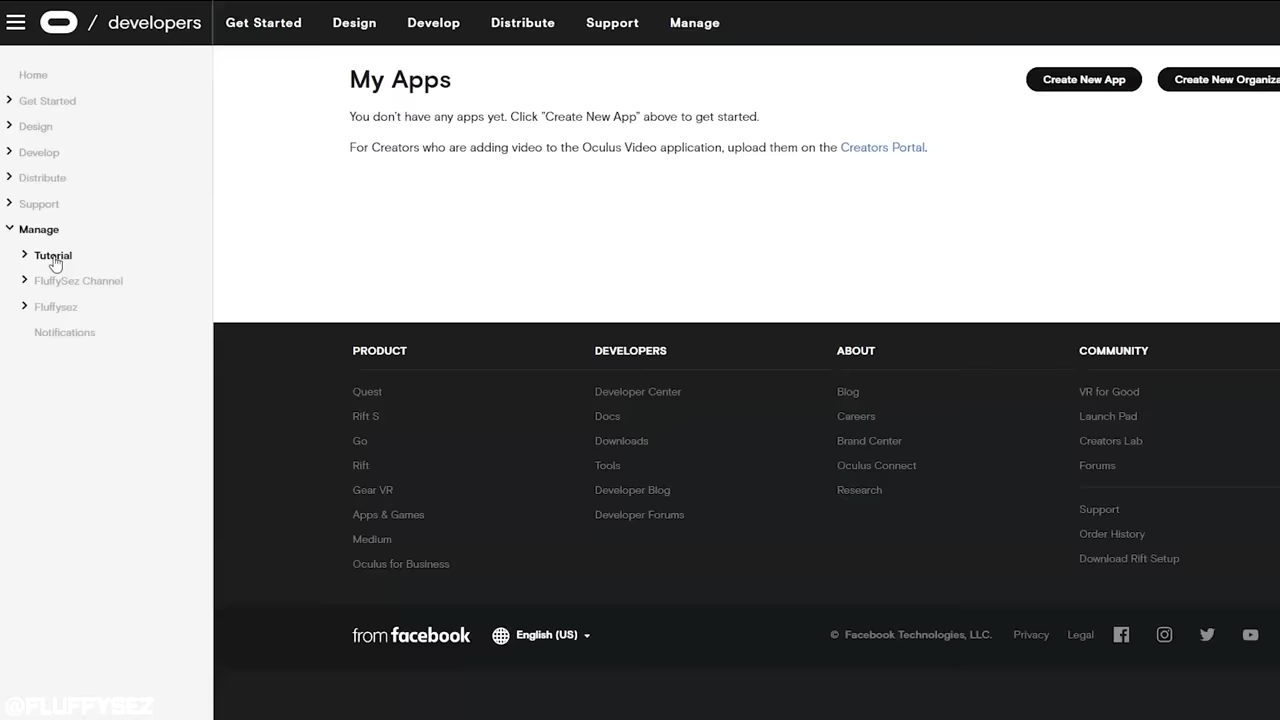 / developers
Get Started
Design
Develop
Distribute
Support
Manage
Home
Get Started
Design
Develop
Distribute
Support
Manage
Tutorial
FluffySez Channel
Fluffysez
Notifications
My Apps
Create New App
Create New Organiza
You don't have any apps yet. Click "Create New App" above to get started.
For Creators who are adding video to the Oculus Video application, upload them on the Creators Portal.
PRODUCT
Quest
Rift S
Go
Rift
Gear VR
Apps & Games
Medium
Oculus for Business
DEVELOPERS
Developer Center
Docs
Downloads
Tools
Developer Blog
Developer Forums
ABOUT
Blog
Careers
Brand Center
Oculus Connect
Research
COMMUNITY
VR for Good
Launch Pad
Creators Lab
Forums
Support
Order History
Download Rift Setup
from facebook
English (US)
© Facebook Technologies, LLC.
Privacy
Legal
@FLUFFYSEZ